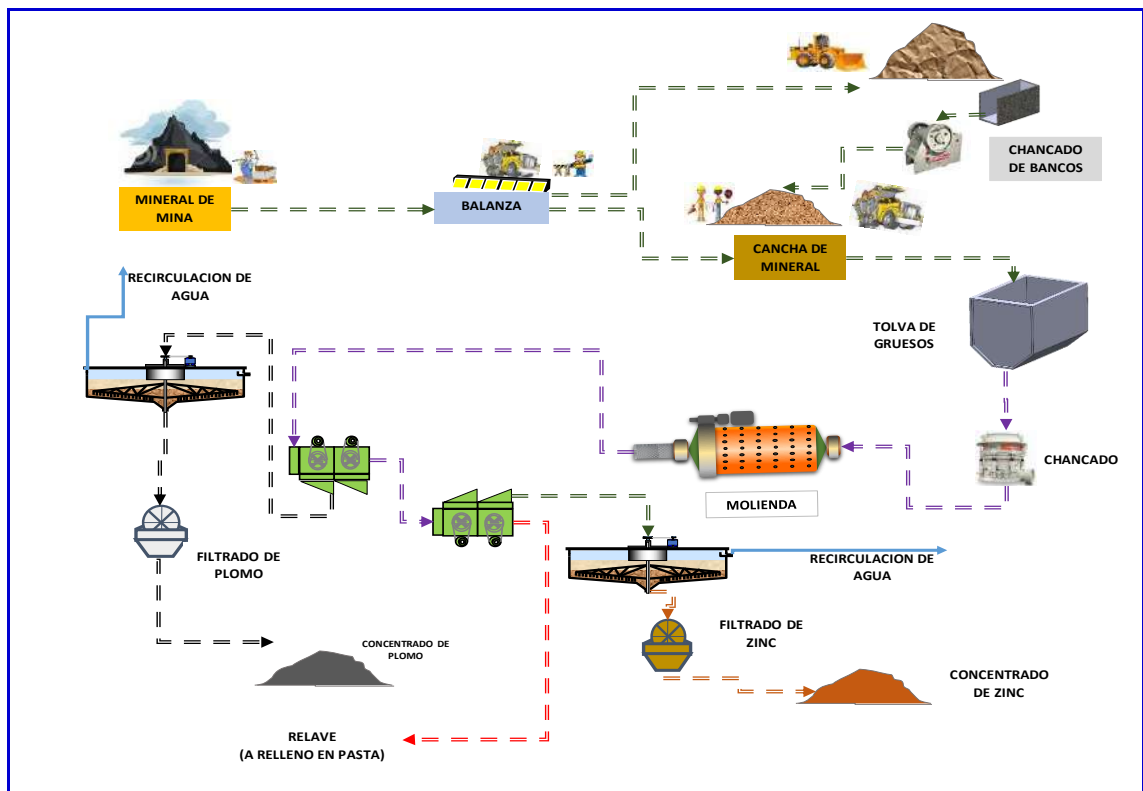 CHANCADO
DE BANCOS
MINERAL DE
MINA
BALANZA
CANCHA DE
MINERAL
RECIRCULACION DE
AGUA
TOLVA DE
GRUESOS
CHANCADO
MOLIENDA
FILTRADO DE
PLOMO
RECIRCULACION DE
AGUA
FILTRADO DE
ZINC
CONCENTRADO DE
PLOMO
CONCENTRADO
DE ZINC
RELAVE
(A RELLENO EN PASTA)